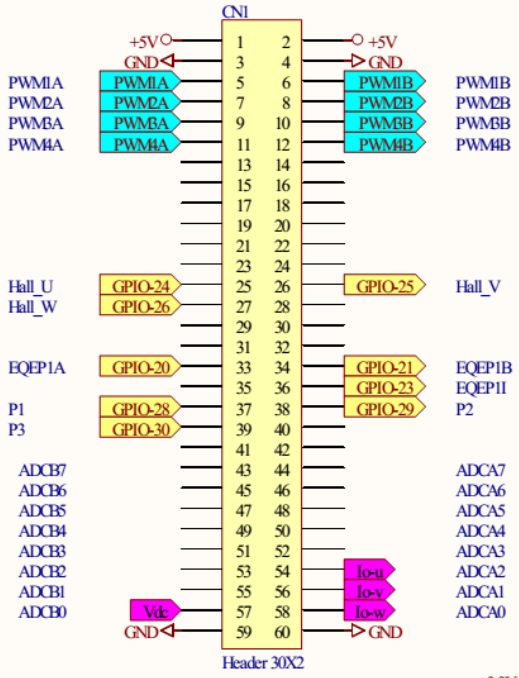 CN1
+5V 1 2 +5V
GND 3 4 GND
PWM1A PWM1A 5 6 PWM1B PWM1B
PWM2A PWM2A 7 8 PWM2B PWM2B
PWM3A PWM3A 9 10 PWM3B PWM3B
PWM4A PWM4A 11 12 PWM4B PWM4B
13 14
15 16
17 18
19 20
21 22
23 24
Hall_U GPIO-24 25 26 GPIO-25 Hall_V
Hall_W GPIO-26 27 28
29 30
31 32
EQEP1A GPIO-20 33 34 GPIO-21 EQEP1B
35 36 GPIO-23 EQEP1I
P1 GPIO-28 37 38 GPIO-29 P2
P3 GPIO-30 39 40
41 42
ADCB7 43 44 ADCA7
ADCB6 45 46 ADCA6
ADCB5 47 48 ADCA5
ADCB4 49 50 ADCA4
ADCB3 51 52 ADCA3
ADCB2 53 54 Io-u ADCA2
ADCB1 55 56 Io-v ADCA1
ADCB0 Vdc 57 58 Io-w ADCA0
GND 59 60 GND
Header 30X2